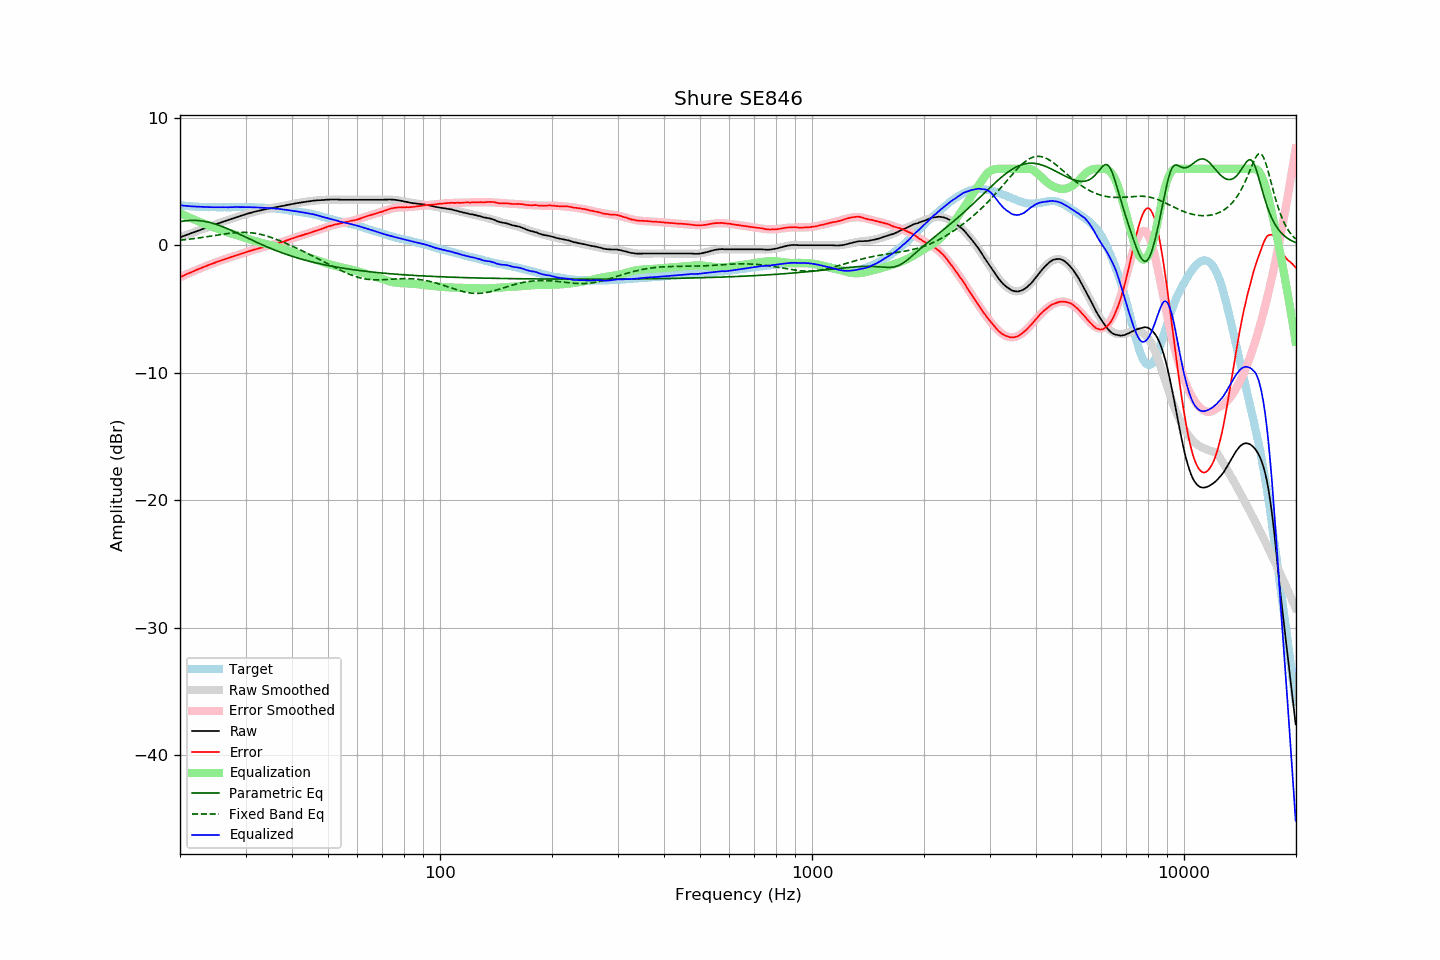 Shure SE846
10
0
−10
−20
−30
−40
Amplitude (dBr)
Target
Raw Smoothed
Error Smoothed
Raw
Error
Equalization
Parametric Eq
Fixed Band Eq
Equalized
100
1000
10000
Frequency (Hz)